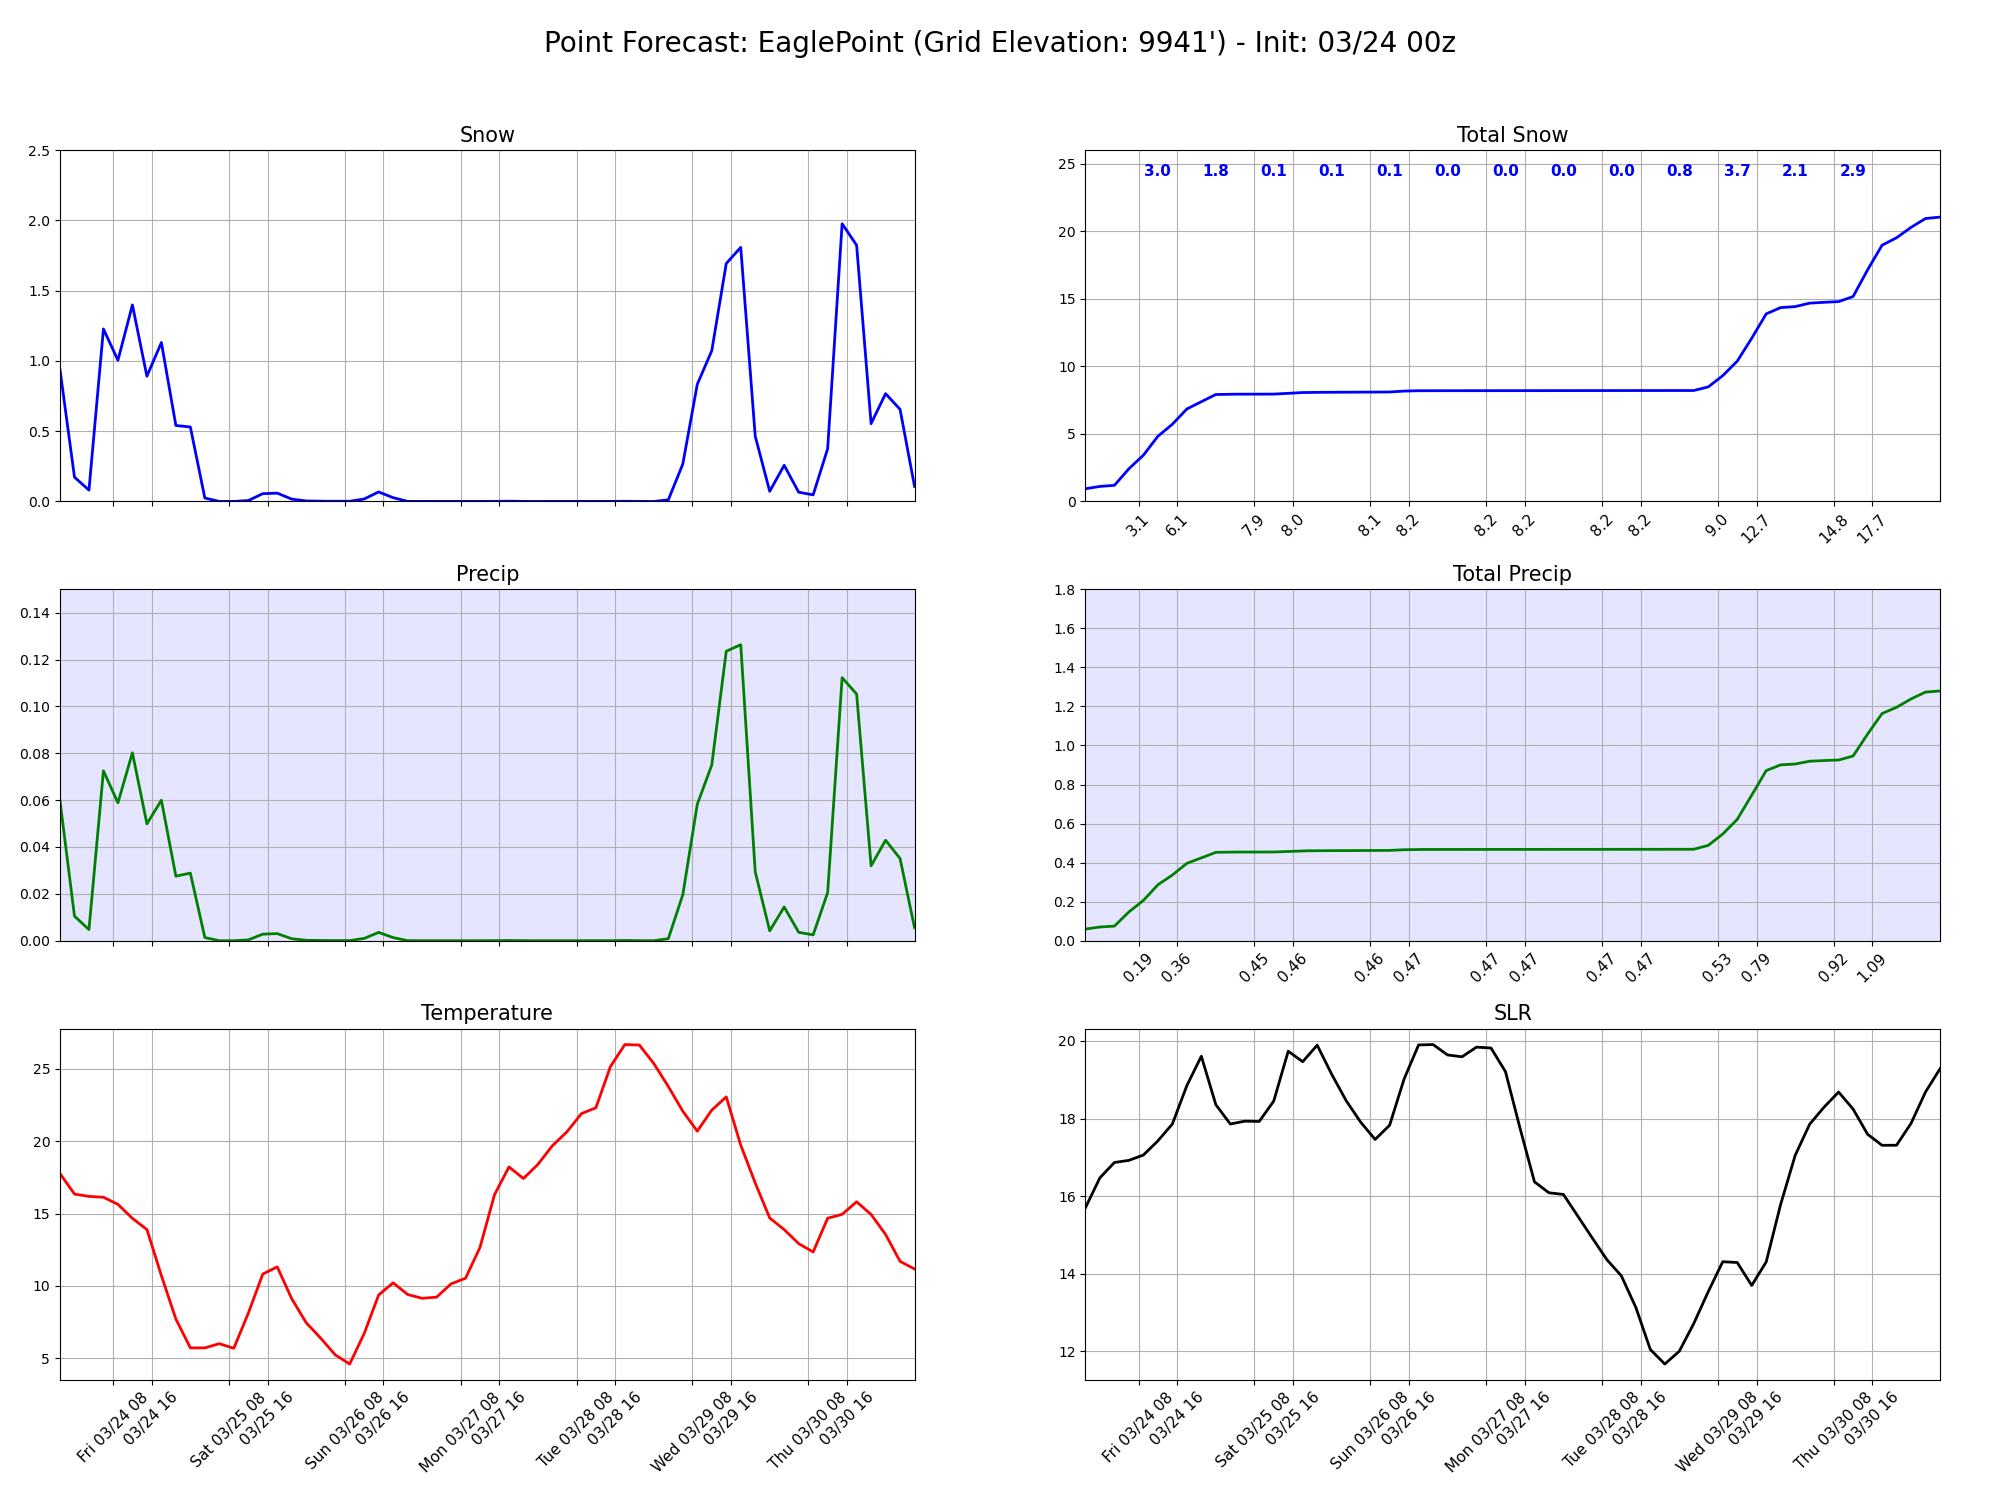 Point Forecast: EaglePoint (Grid Elevation: 9941') - Init: 03/24 00z
Snow
2.5
2.0
1.5
1.0
0.5
0.0
Total Snow
3.0 1.8 0.1 0.1 0.1 0.0 0.0 0.0 0.0 0.8 3.7 2.1 2.9
25
20
15
10
5
0
3.1 6.1 7.9 8.0 8.1 8.2 8.2 8.2 8.2 8.2 9.0 12.7 14.8 17.7
Precip
0.14
0.12
0.10
0.08
0.06
0.04
0.02
0.00
Total Precip
1.8
1.6
1.4
1.2
1.0
0.8
0.6
0.4
0.2
0.0
0.19 0.36 0.45 0.46 0.46 0.47 0.47 0.47 0.47 0.47 0.53 0.79 0.92 1.09
Temperature
25
20
15
10
5
Fri 03/24 08
03/24 16
Sat 03/25 08
03/25 16
Sun 03/26 08
03/26 16
Mon 03/27 08
03/27 16
Tue 03/28 08
03/28 16
Wed 03/29 08
03/29 16
Thu 03/30 08
03/30 16
SLR
20
18
16
14
12
Fri 03/24 08
03/24 16
Sat 03/25 08
03/25 16
Sun 03/26 08
03/26 16
Mon 03/27 08
03/27 16
Tue 03/28 08
03/28 16
Wed 03/29 08
03/29 16
Thu 03/30 08
03/30 16